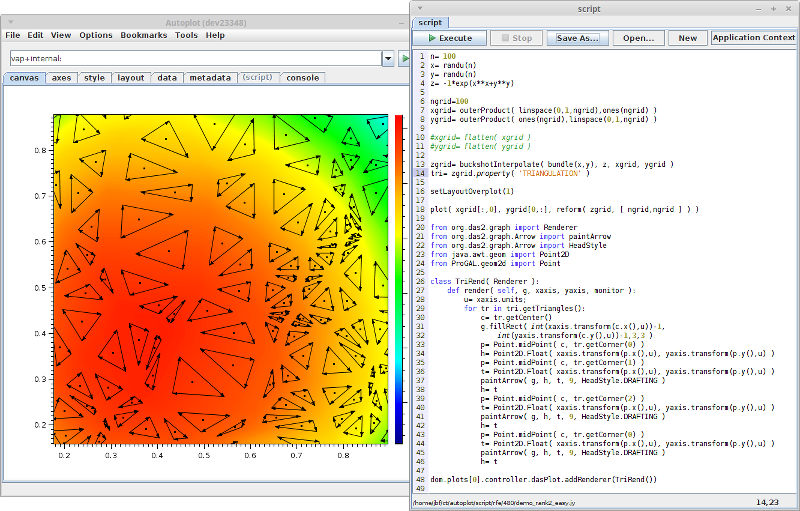 Autoplot (dev23348)
File Edit View Options Bookmarks Tools Help
vap+internal:
canvas axes style layout data metadata (script) console
0.8
0.7
0.6
0.5
0.4
0.3
0.2
0.2 0.3 0.4 0.5 0.6 0.7 0.8
script
script
Execute Stop Save As... Open... New Application Context
1 n= 100
2 x= randu(n)
3 y= randu(n)
4 z= -1*exp(x**x+y**y)
5
6 ngrid=100
7 xgrid= outerProduct( linspace(0,1,ngrid),ones(ngrid) )
8 ygrid= outerProduct( ones(ngrid),linspace(0,1,ngrid) )
9
10 #xgrid= flatten( xgrid )
11 #ygrid= flatten( ygrid )
12
13 zgrid= buckshotInterpolate( bundle(x,y), z, xgrid, ygrid )
14 tri= zgrid.property( 'TRIANGULATION' )
15
16 setLayoutOverplot(1)
17
18 plot( xgrid[:,0], ygrid[0,:], reform( zgrid, [ ngrid,ngrid ] ) )
19
20 from org.das2.graph import Renderer
21 from org.das2.graph.Arrow import paintArrow
22 from org.das2.graph.Arrow import HeadStyle
23 from java.awt.geom import Point2D
24 from ProGAL.geom2d import Point
25
26 class TriRend( Renderer ):
27 def render( self, g, xaxis, yaxis, monitor ):
28 u= xaxis.units;
29 for tr in tri.getTriangles():
30 c= tr.getCenter()
31 g.fillRect( int(xaxis.transform(c.x(),u))-1,
32 int(yaxis.transform(c.y(),u))-1,3,3 )
33 p= Point.midPoint( c, tr.getCorner(0) )
34 h= Point2D.Float( xaxis.transform(p.x(),u), yaxis.transform(p.y(),u) )
35 p= Point.midPoint( c, tr.getCorner(1) )
36 t= Point2D.Float( xaxis.transform(p.x(),u), yaxis.transform(p.y(),u) )
37 paintArrow( g, h, t, 9, HeadStyle.DRAFTING )
38 h= t
39 p= Point.midPoint( c, tr.getCorner(2) )
40 t= Point2D.Float( xaxis.transform(p.x(),u), yaxis.transform(p.y(),u) )
41 paintArrow( g, h, t, 9, HeadStyle.DRAFTING )
42 h= t
43 p= Point.midPoint( c, tr.getCorner(0) )
44 t= Point2D.Float( xaxis.transform(p.x(),u), yaxis.transform(p.y(),u) )
45 paintArrow( g, h, t, 9, HeadStyle.DRAFTING )
46 h= t
47
48 dom.plots[0].controller.dasPlot.addRenderer(TriRend())
49
/home/jbf/ct/autoplot/script/rfe/480/demo_rank2_easy.jy 14,23